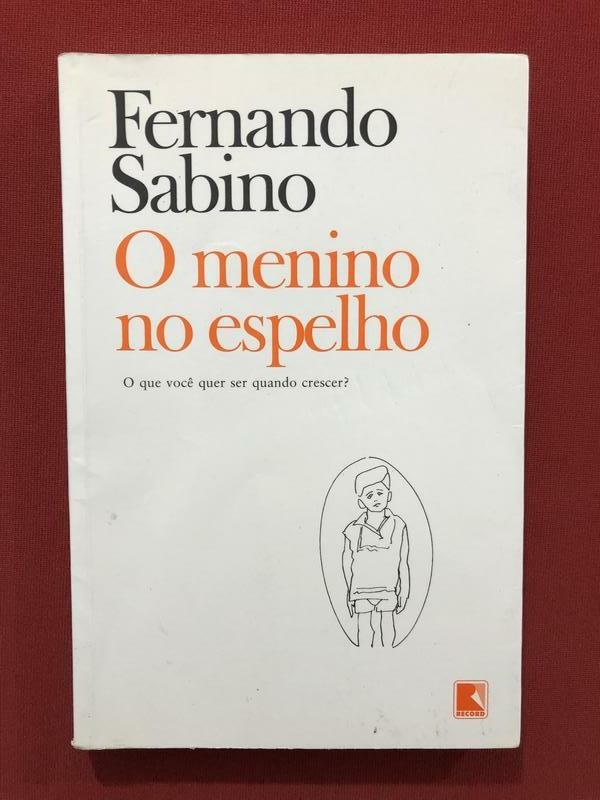 Fernando
Sabino
O menino
no espelho
O que você quer ser quando crescer?
R
RECORD